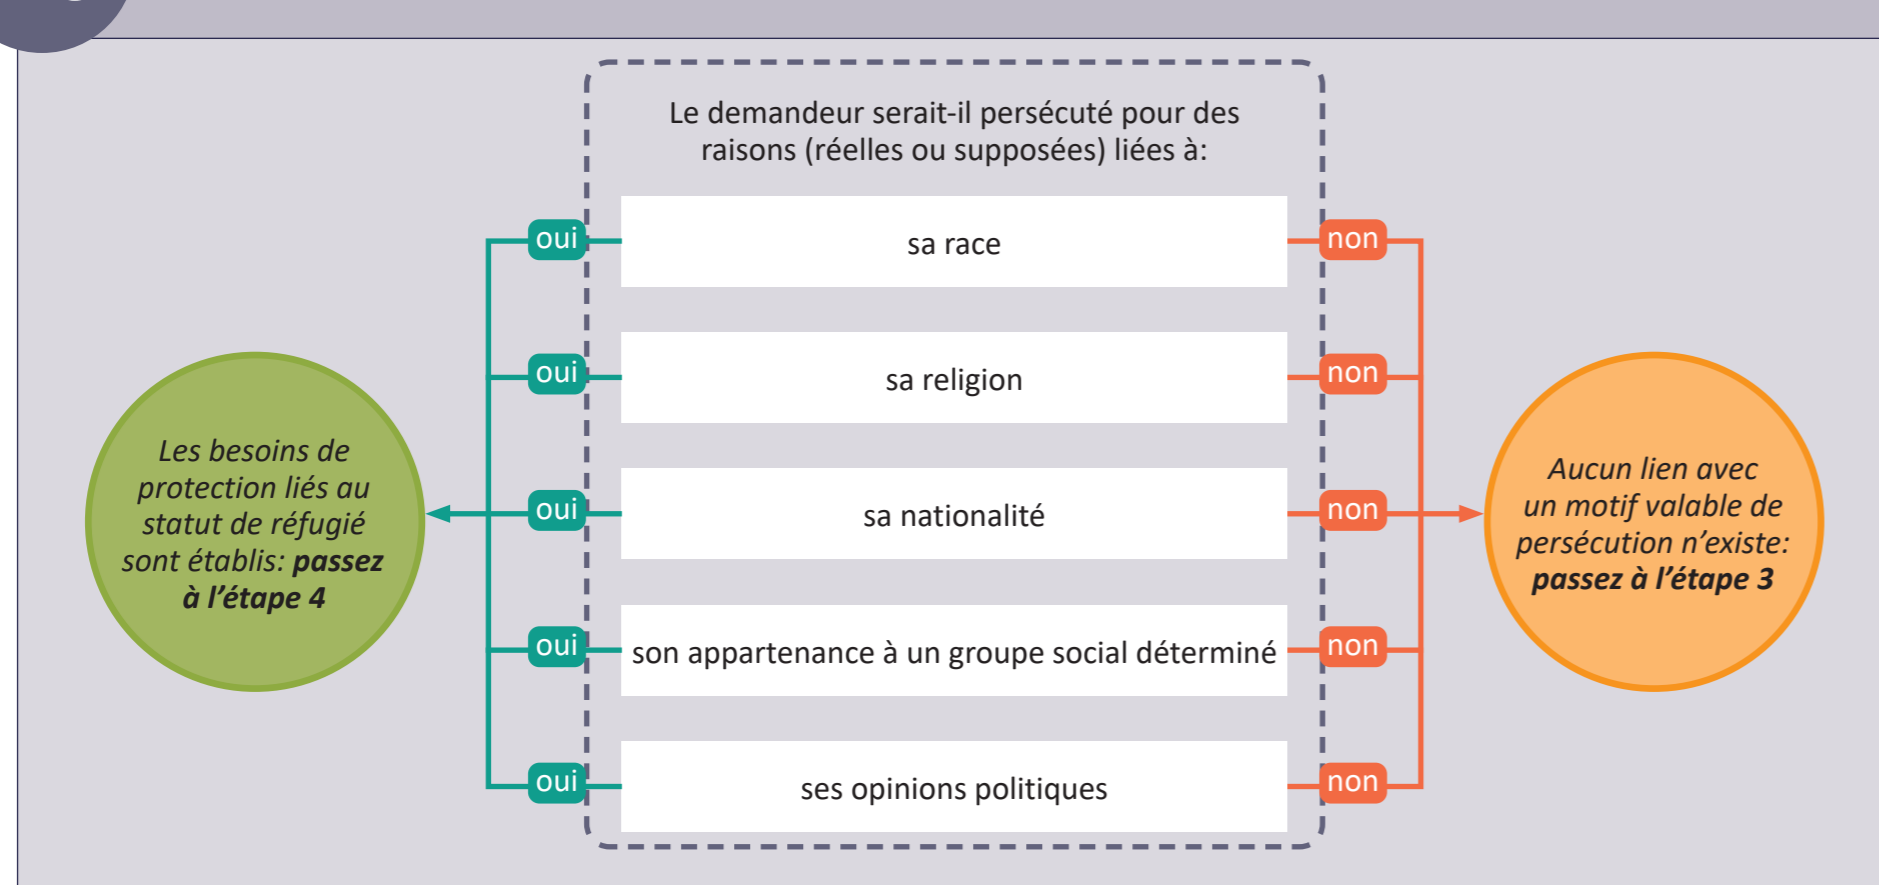 Le demandeur serait-il persécuté pour des
raisons (réelles ou supposées) liées à:
oui
sa race
non
oui
sa religion
non
oui
sa nationalité
non
oui
son appartenance à un groupe social déterminé
non
oui
ses opinions politiques
non
Les besoins de
protection liés au
statut de réfugié
sont établis: passez
à l’étape 4
Aucun lien avec
un motif valable de
persécution n’existe:
passez à l’étape 3